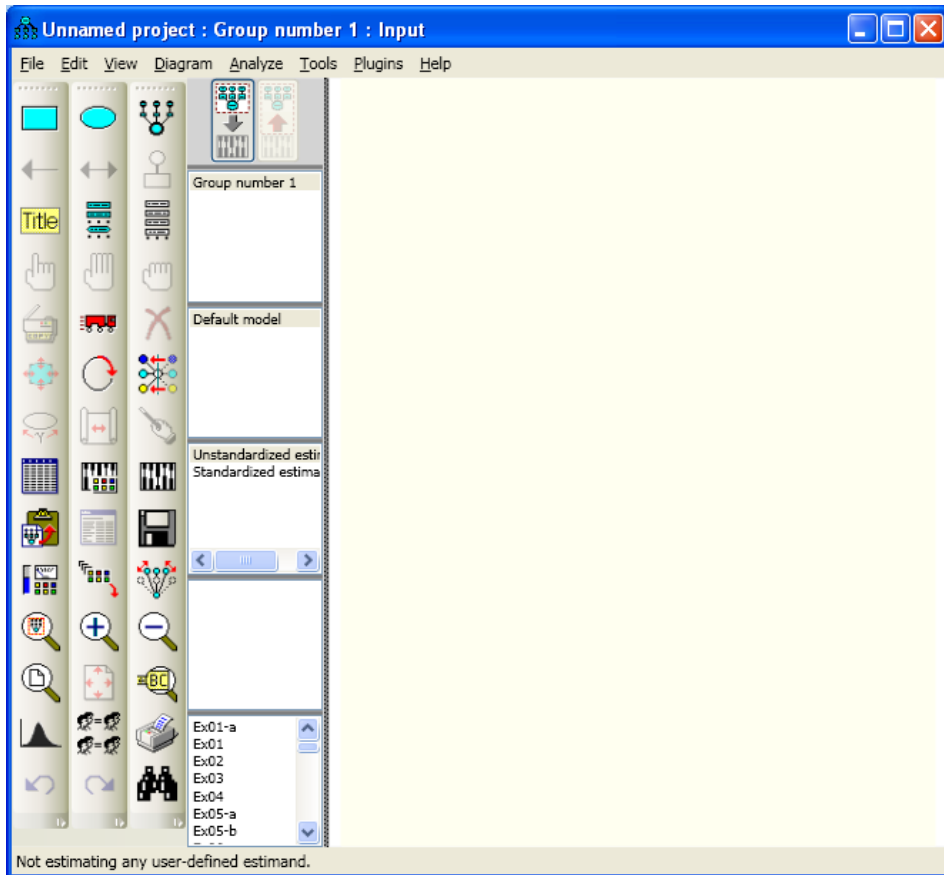 Unnamed project : Group number 1 : Input
File Edit View Diagram Analyze Tools Plugins Help
Group number 1
Title
Default model
Unstandardized estir
Standardized estima
Ex01-a
Ex01
Ex02
Ex03
Ex04
Ex05-a
Ex05-b
Not estimating any user-defined estimand.